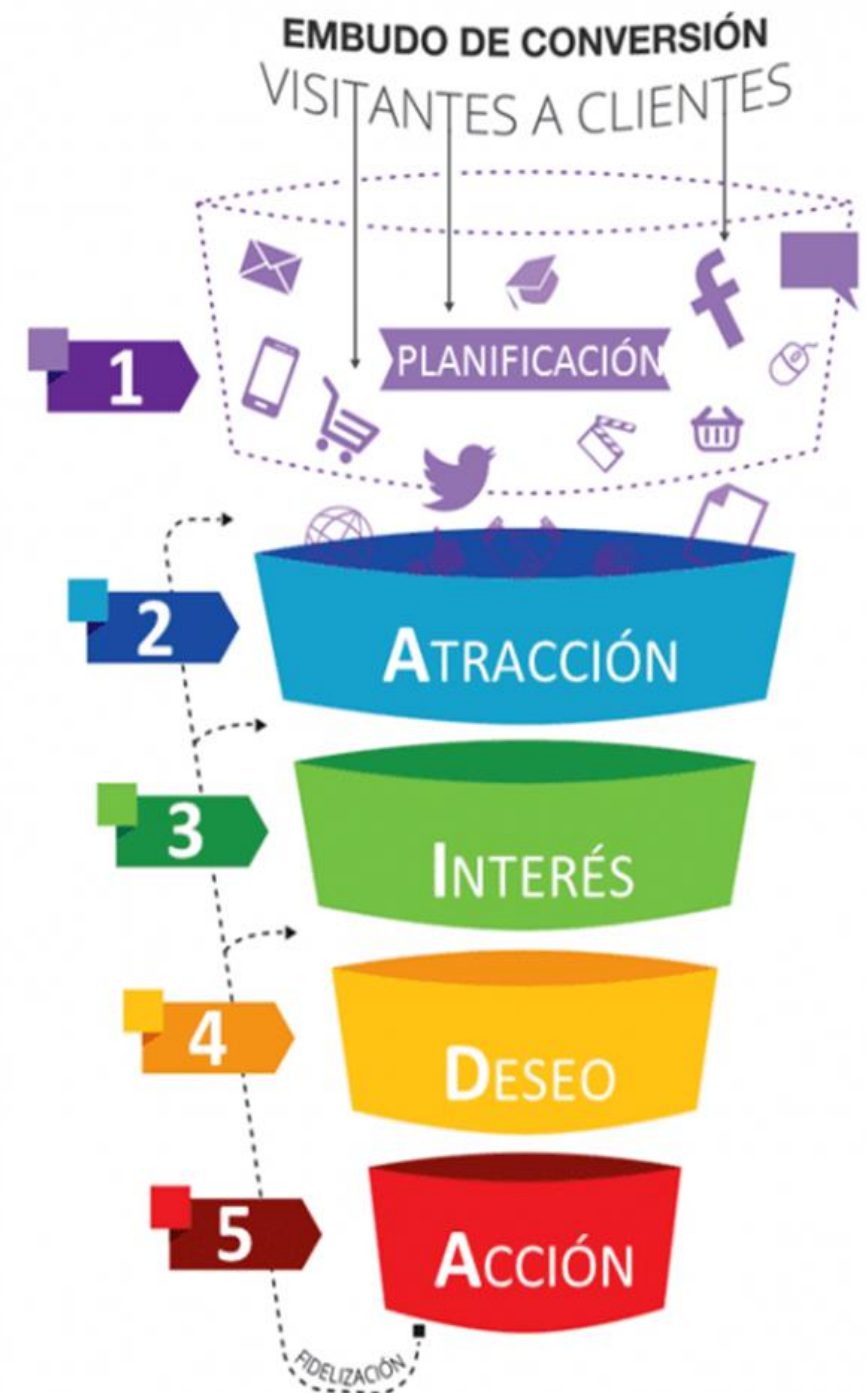 EMBUDO DE CONVERSIÓN
VISITANTES A CLIENTES
1
PLANIFICACIÓN
2
ATRACCIÓN
3
INTERÉS
4
DESEO
5
ACCIÓN
FIDELIZACIÓN